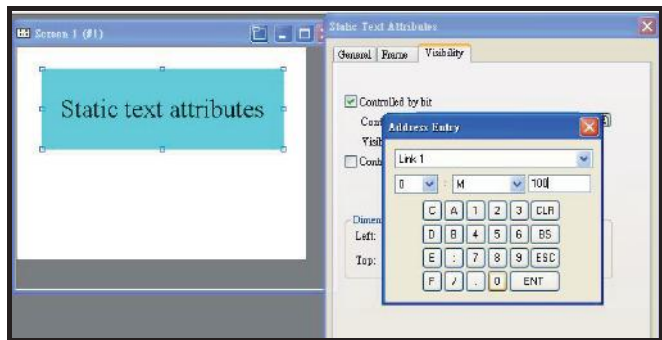 Screen 1 (#1)
Static text attributes
Static Text Attributes
General Frame Visibility
Controlled by bit
Address Entry
Link 1
0 : M 100
C A 1 2 3 CLR
D B 4 5 6 BS
E : 7 8 9 ESC
F / . 0 ENT
Left:
Top: